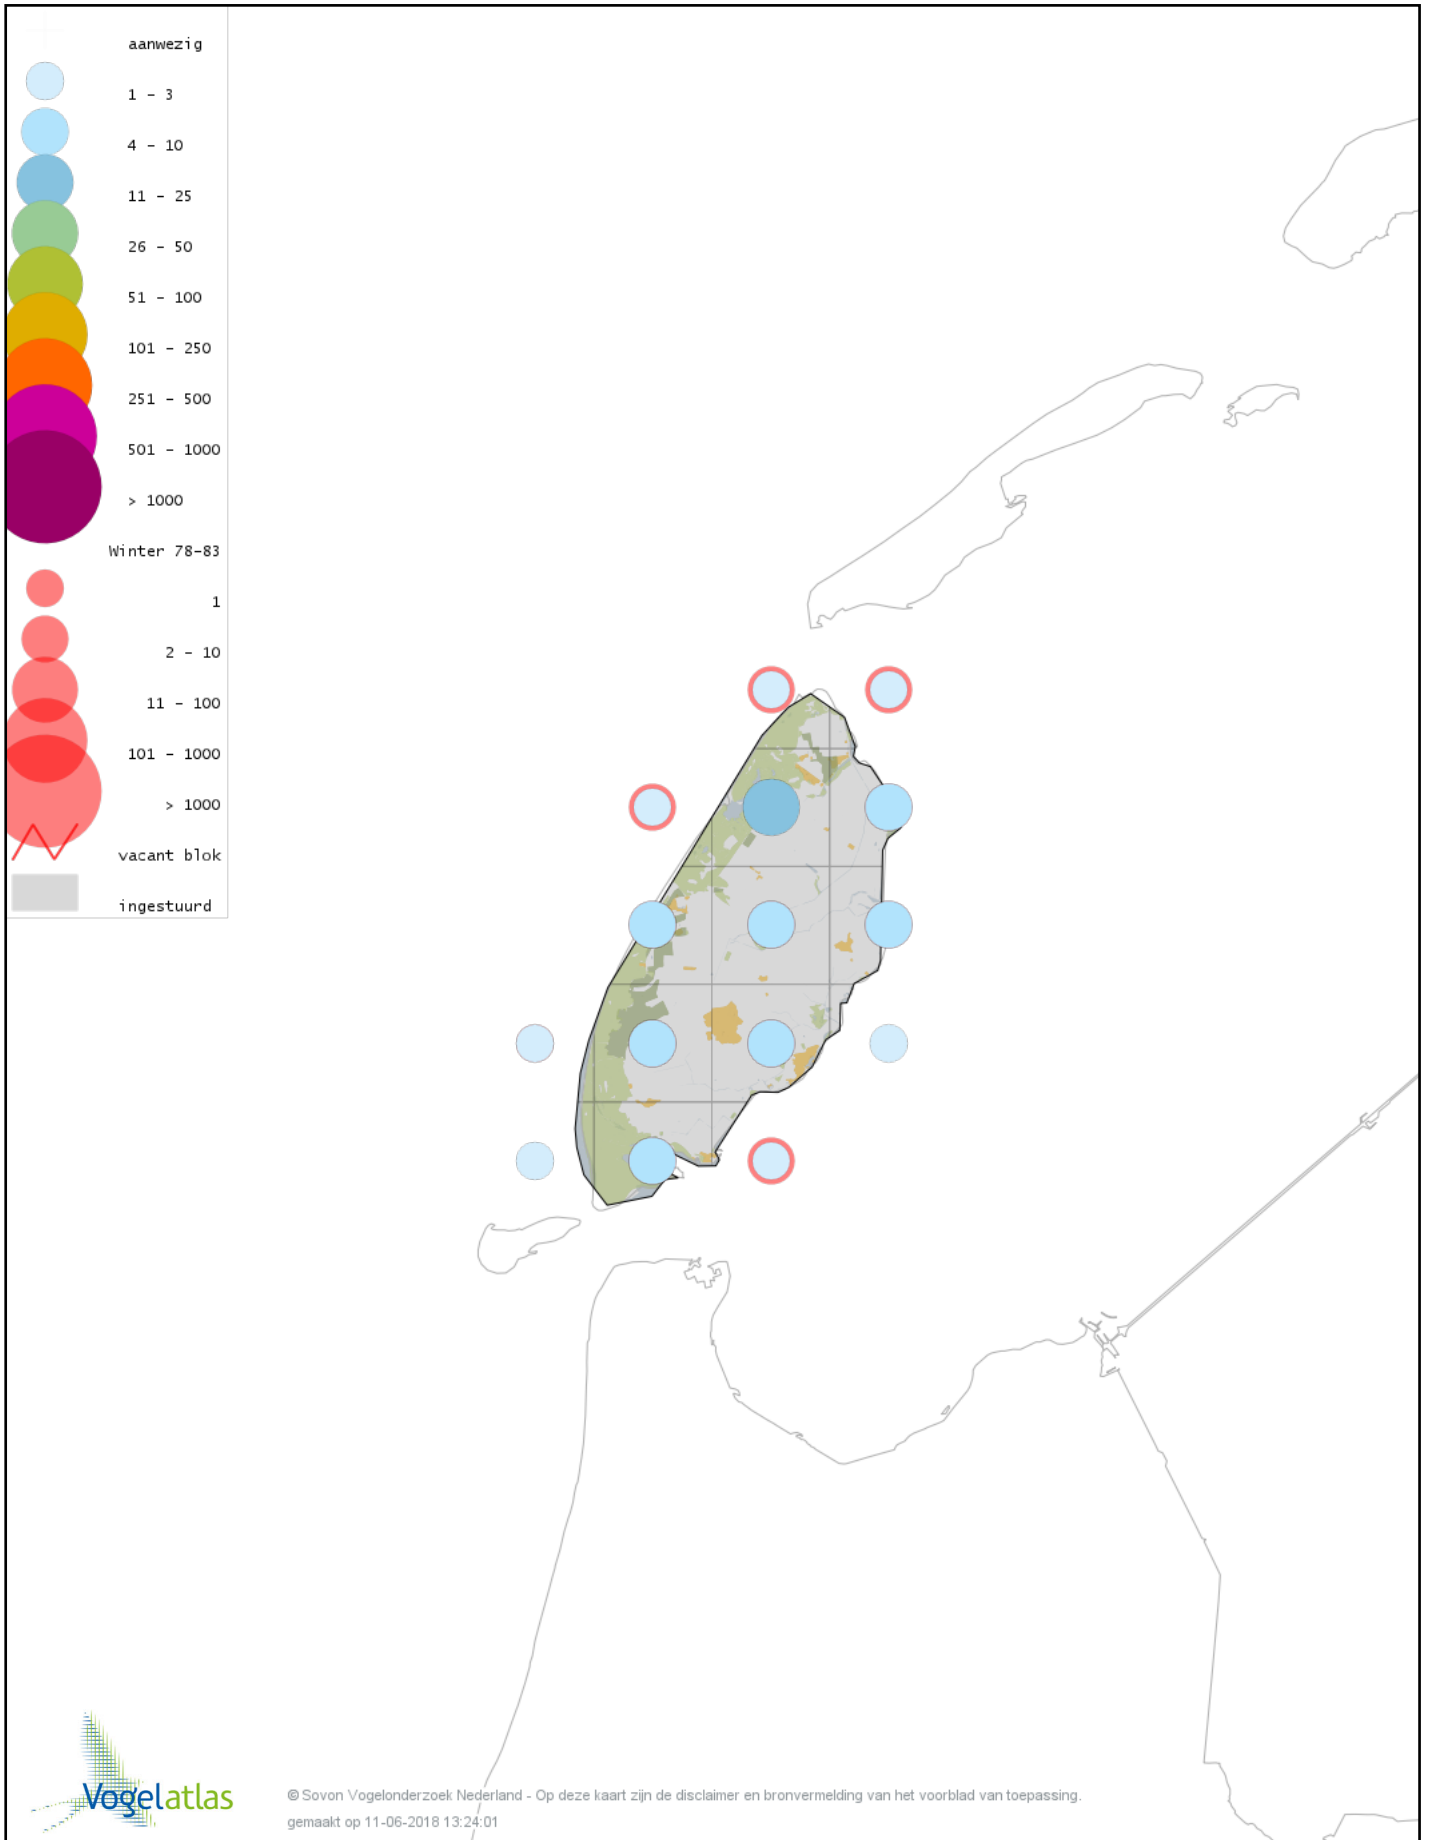 aanwezig
1 - 3
4 - 10
11 - 25
26 - 50
51 - 100
101 - 250
251 - 500
501 - 1000
> 1000
Winter 78-83
1
2 - 10
11 - 100
101 - 1000
> 1000
vacant blok
ingestuurd
Vogelatlas
© Sovon Vogelonderzoek Nederland - Op deze kaart zijn de disclaimer en bronvermelding van het voorblad van toepassing.
gemaakt op 11-06-2018 13:24:01